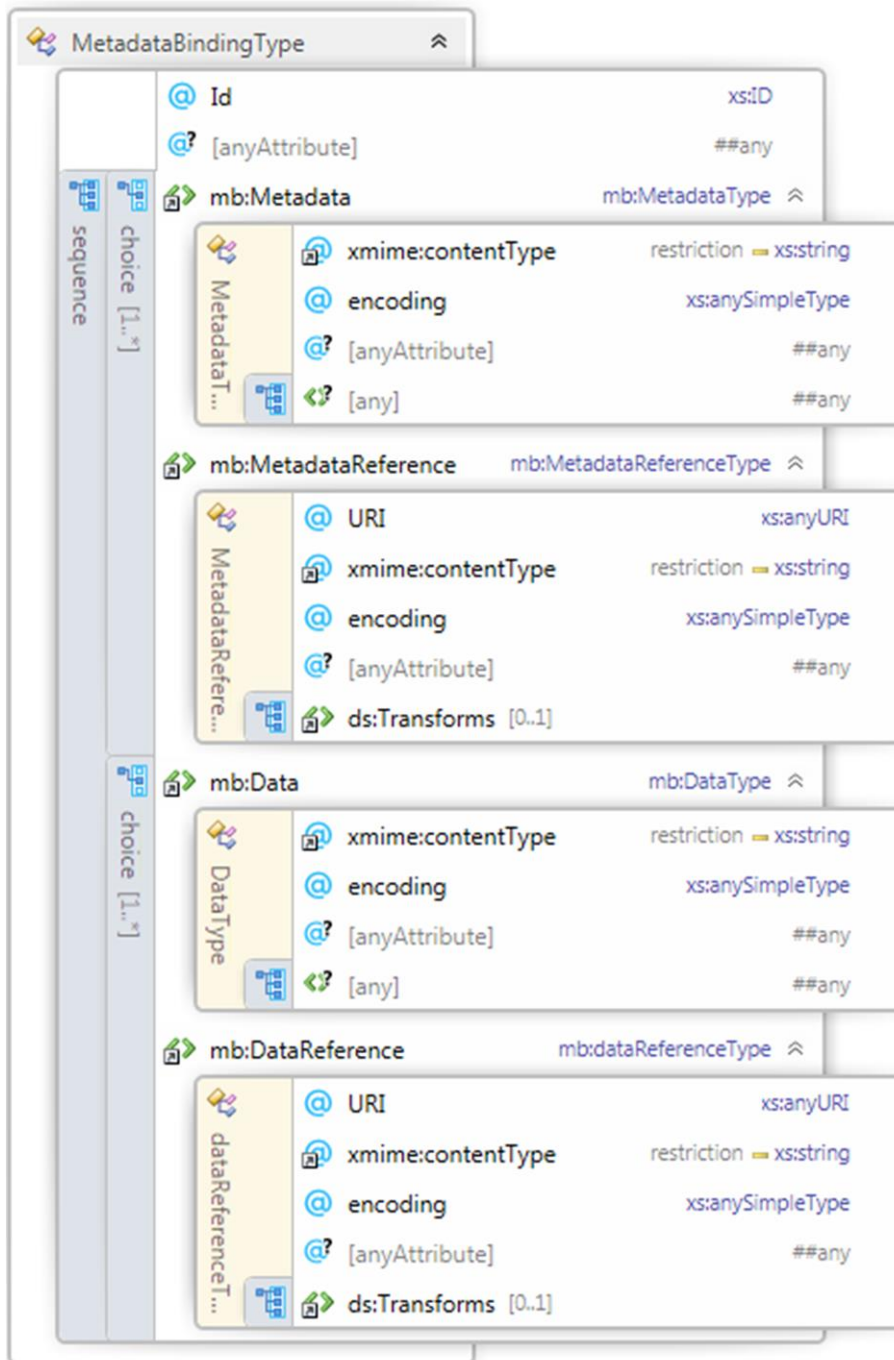 MetadataBindingType
Id xs:ID
[anyAttribute] ##any
sequence
choice [1..*]
mb:Metadata mb:MetadataType
MetadataT...
xmime:contentType restriction xs:string
encoding xs:anySimpleType
[anyAttribute] ##any
[any] ##any
mb:MetadataReference mb:MetadataReferenceType
MetadataRefere...
URI xs:anyURI
xmime:contentType restriction xs:string
encoding xs:anySimpleType
[anyAttribute] ##any
ds:Transforms [0..1]
choice [1..*]
mb:Data mb:DataType
DataType
xmime:contentType restriction xs:string
encoding xs:anySimpleType
[anyAttribute] ##any
[any] ##any
mb:DataReference mb:dataReferenceType
dataReferenceT...
URI xs:anyURI
xmime:contentType restriction xs:string
encoding xs:anySimpleType
[anyAttribute] ##any
ds:Transforms [0..1]